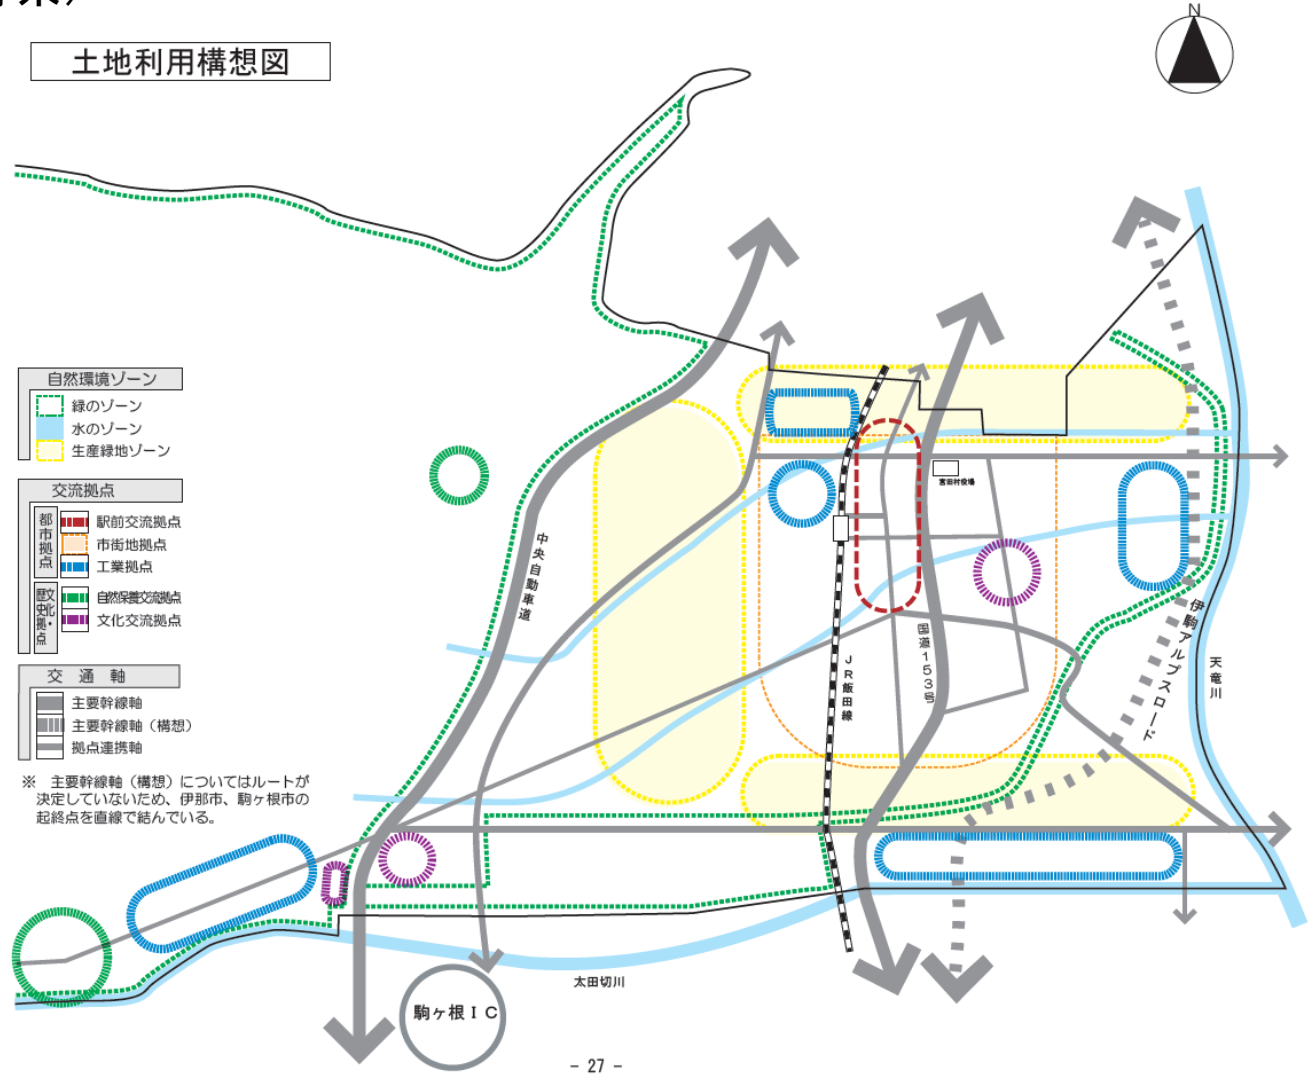 土地利用構想図
N
自然環境ゾーン
緑のゾーン
水のゾーン
生産緑地ゾーン
交流拠点
都市拠点
駅前交流拠点
市街地拠点
工業拠点
歴史拠点
文化・
自然保養交流拠点
文化交流拠点
交 通 軸
主要幹線軸
主要幹線軸（構想）
拠点連携軸
※ 主要幹線軸（構想）についてはルートが
決定していないため、伊那市、駒ヶ根市の
起終点を直線で結んでいる。
中央自動車道
宮田村役場
国道153号
JR飯田線
伊駒アルプスロード
天竜川
太田切川
駒ヶ根IC
- 27 -